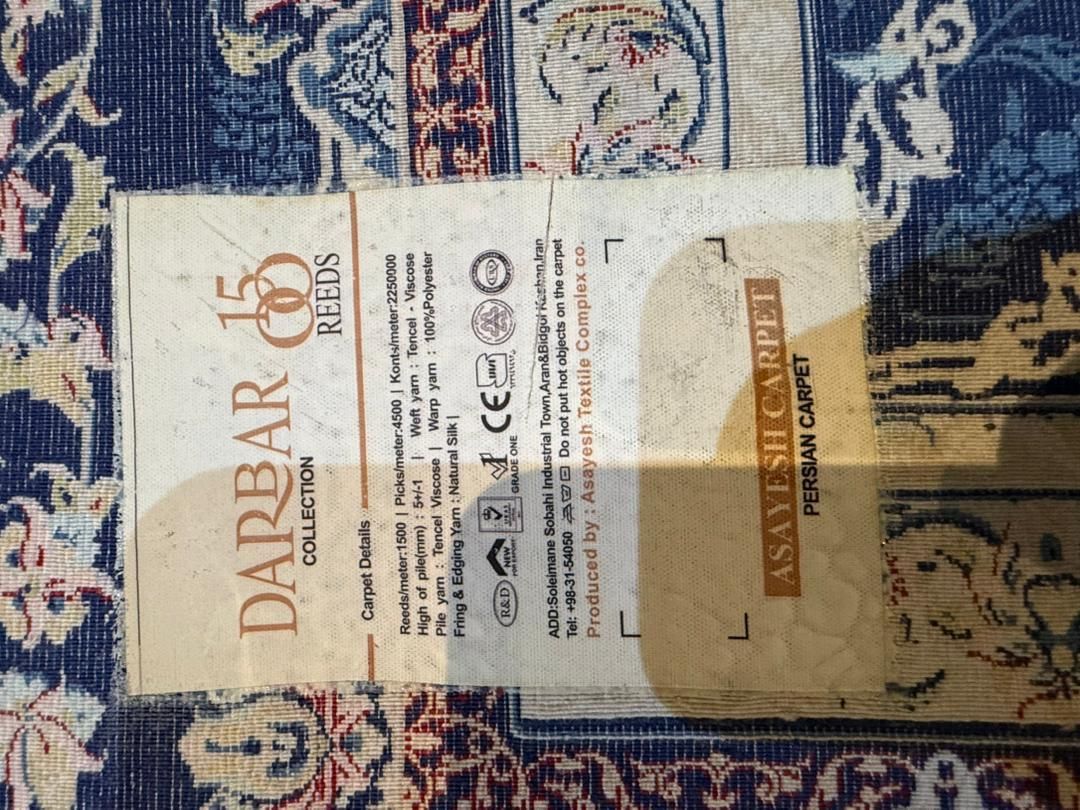 DARBAR 1500
COLLECTION REEDS
Carpet Details
Reeds/meter:1500 | Picks/meter:4500 | Konts/meter:2250000
High of pile(mm) : 5+/-1 | Weft yarn : Tencel - Viscose
Pile yarn : Tencel Viscose | Warp yarn : 100%Polyester
Fring & Edging Yarn : Natural Silk |
R&D NEW GRADE ONE CE
FOR EXPORT
ADD:Soleimane Sobahi Industrial Town,Aran&Bidgol Kashan,Iran
Tel: +98-31-54050 Do not put hot objects on the carpet
Produced by : Asayesh Textile Complex co.
ASAYESH CARPET
PERSIAN CARPET